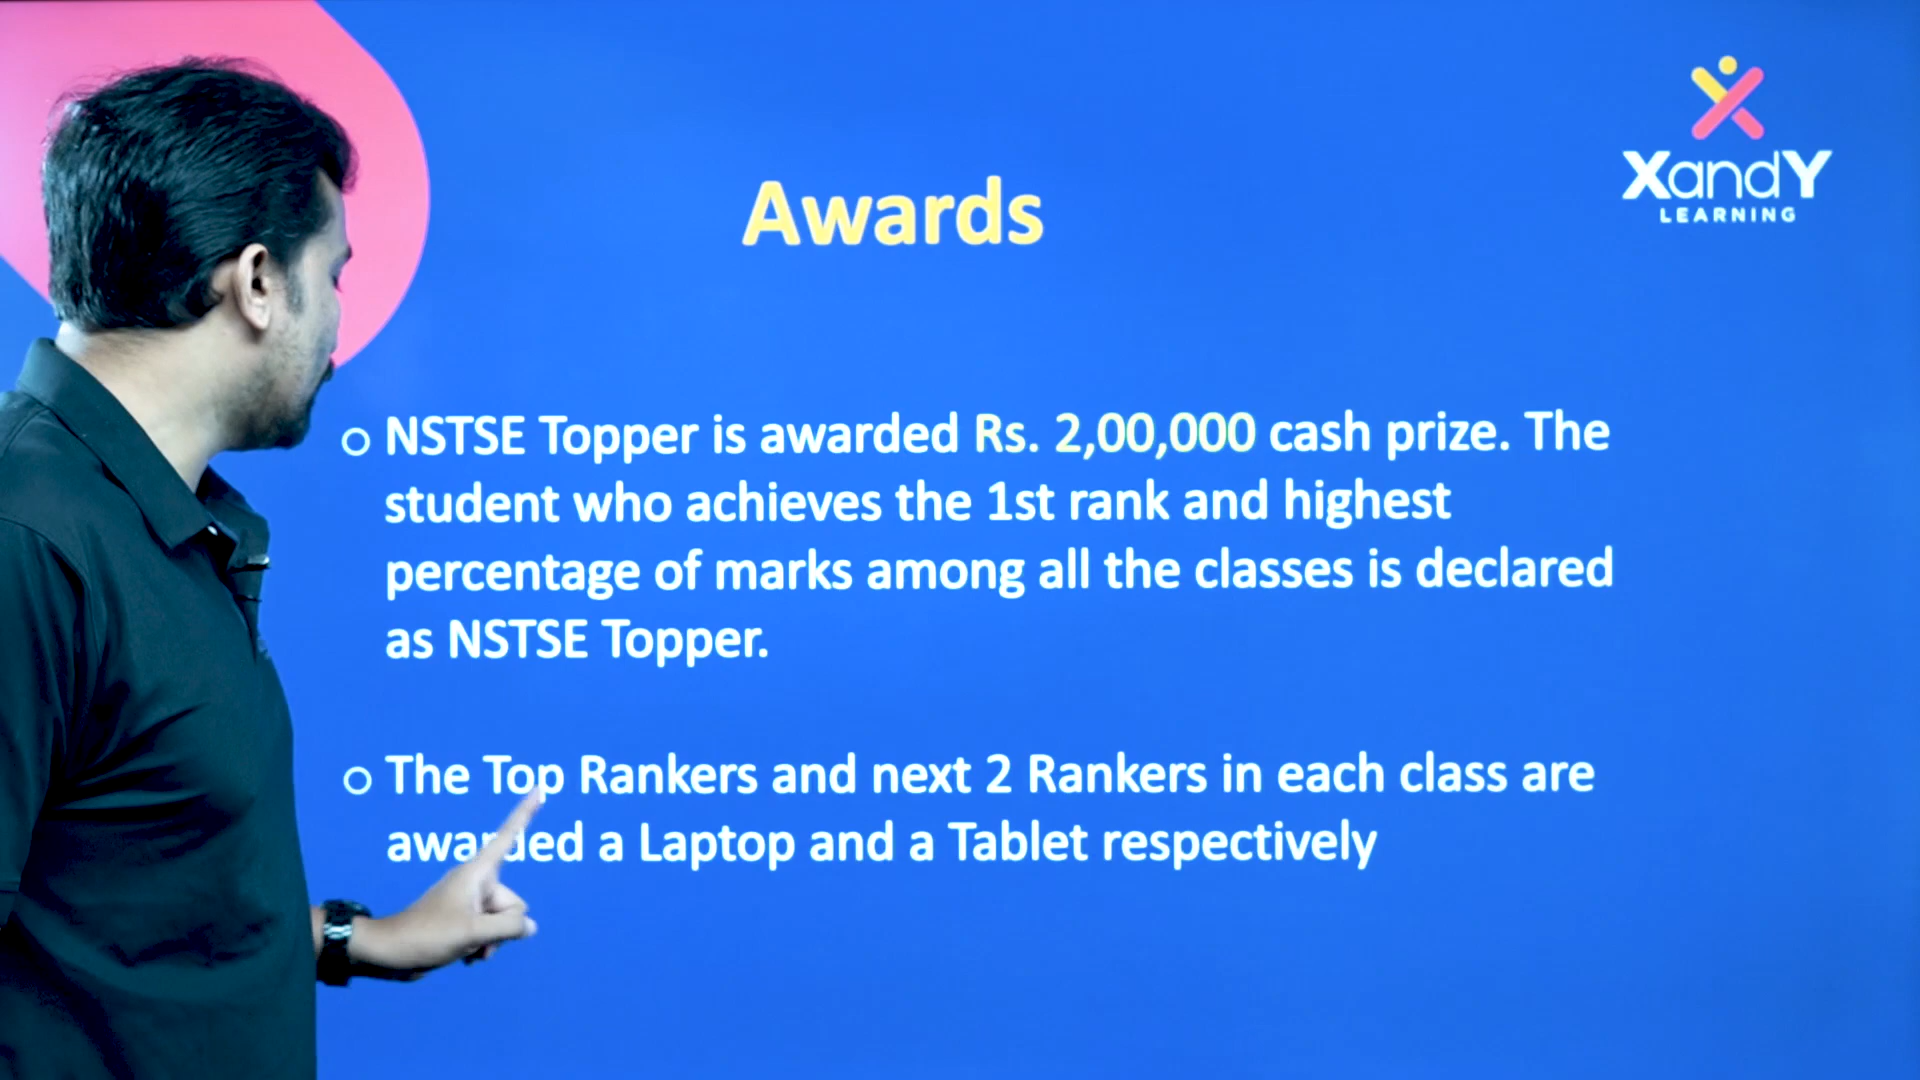 XandY
LEARNING
Awards
NSTSE Topper is awarded Rs. 2,00,000 cash prize. The
student who achieves the 1st rank and highest
percentage of marks among all the classes is declared
as NSTSE Topper.
The Top Rankers and next 2 Rankers in each class are
awarded a Laptop and a Tablet respectively